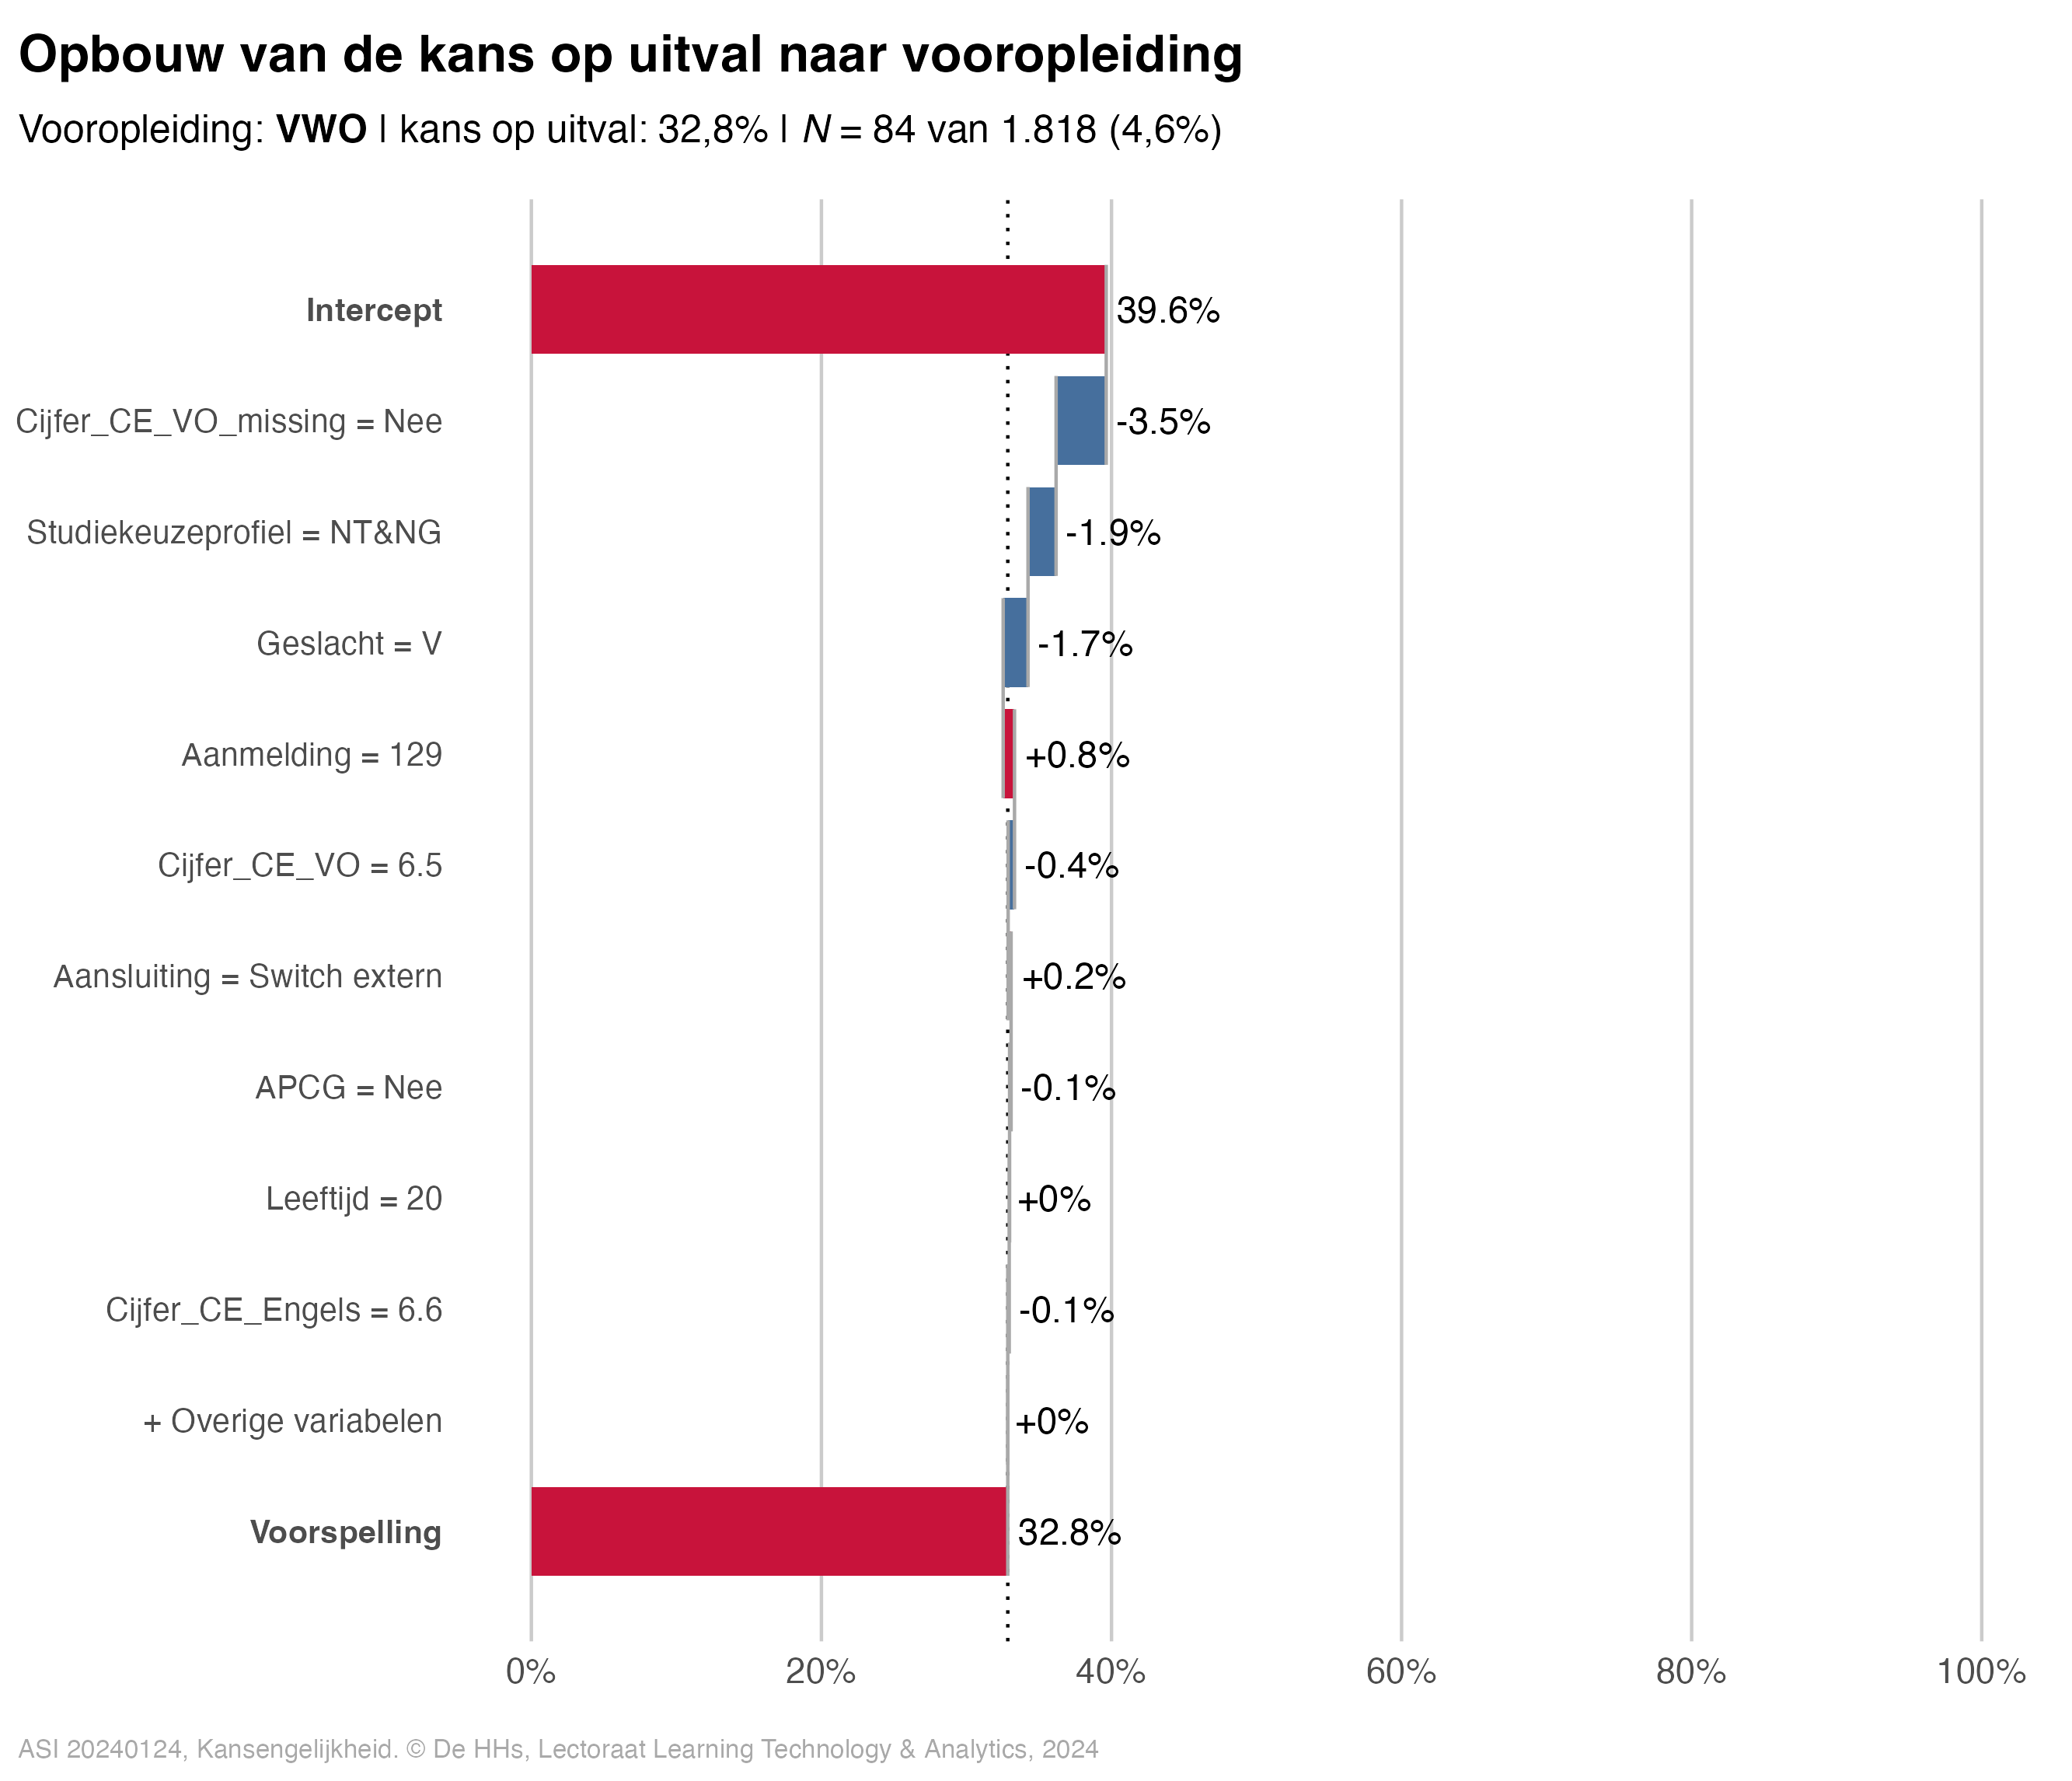 Opbouw van de kans op uitval naar vooropleiding
Vooropleiding: VWO | kans op uitval: 32,8% | N = 84 van 1.818 (4,6%)
Intercept 39.6%
Cijfer_CE_VO_missing = Nee -3.5%
Studiekeuzeprofiel = NT&NG -1.9%
Geslacht = V -1.7%
Aanmelding = 129 +0.8%
Cijfer_CE_VO = 6.5 -0.4%
Aansluiting = Switch extern +0.2%
APCG = Nee -0.1%
Leeftijd = 20 +0%
Cijfer_CE_Engels = 6.6 -0.1%
+ Overige variabelen +0%
Voorspelling 32.8%
0% 20% 40% 60% 80% 100%
ASI 20240124, Kansengelijkheid. © De HHs, Lectoraat Learning Technology & Analytics, 2024